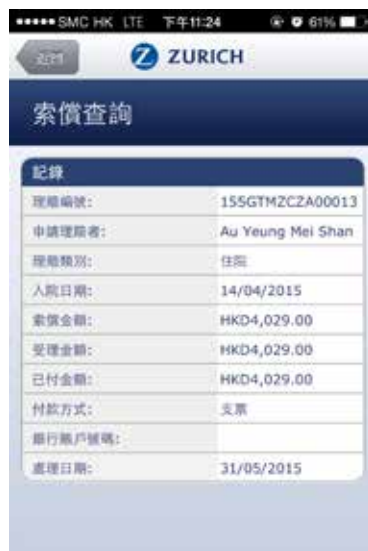 SMC HK LTE 下午11:24 61%
返回 ZURICH
索償查詢
記錄
理賠編號: 155GTMZCZA00013
申請理賠者: Au Yeung Mei Shan
理賠類別: 住院
入院日期: 14/04/2015
索償金額: HKD4,029.00
受理金額: HKD4,029.00
已付金額: HKD4,029.00
付款方式: 支票
銀行賬戶號碼:
處理日期: 31/05/2015